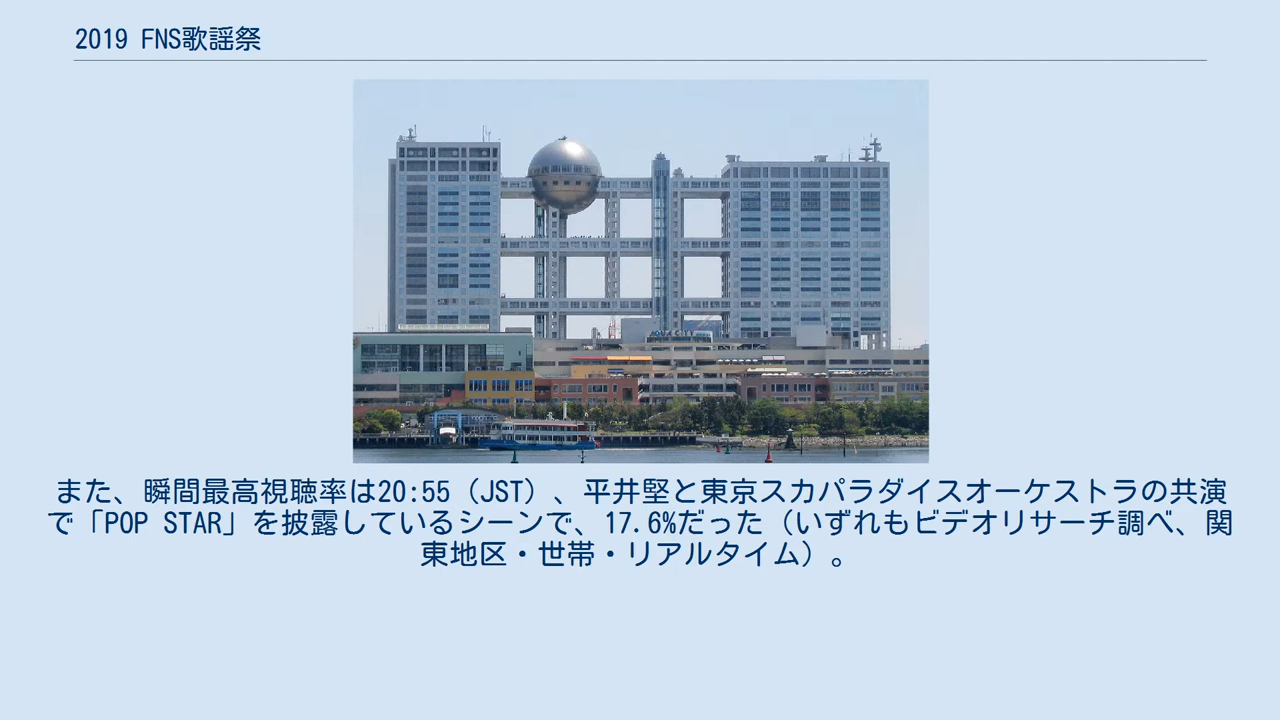 2019 FNS歌謡祭
AQUA CITY
また、瞬間最高視聴率は20:55（JST）、平井堅と東京スカパラダイスオーケストラの共演
で「POP STAR」を披露しているシーンで、17.6%だった（いずれもビデオリサーチ調べ、関
東地区・世帯・リアルタイム）。